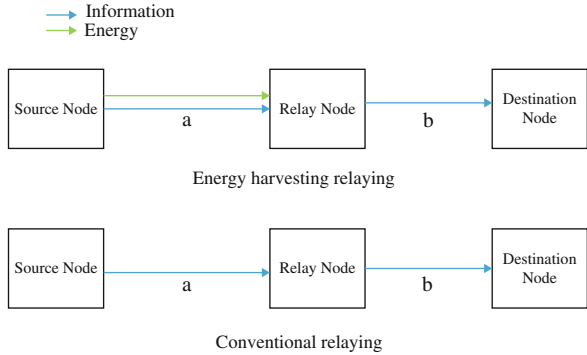 Information
Energy
Source Node
Relay Node
Destination
Node
a
b
Energy harvesting relaying
Source Node
Relay Node
Destination
Node
a
b
Conventional relaying